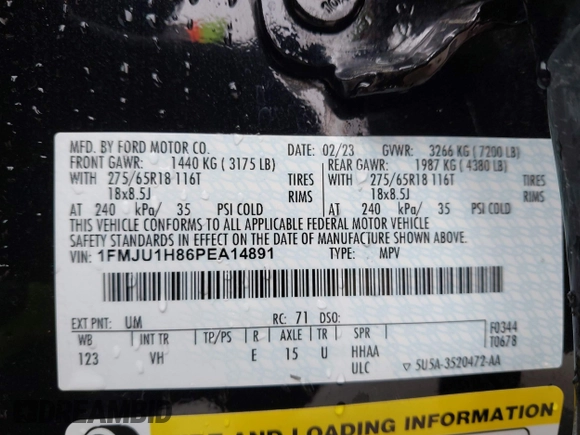 MFD. BY FORD MOTOR CO. DATE: 02/23 GVWR: 3266 KG ( 7200 LB)
FRONT GAWR: 1440 KG ( 3175 LB) REAR GAWR: 1987 KG ( 4380 LB)
WITH 275/65R18 116T TIRES WITH 275/65R18 116T TIRES
18x8.5J RIMS 18x8.5J RIMS
AT 240 kPa/ 35 PSI COLD AT 240 kPa/ 35 PSI COLD
THIS VEHICLE CONFORMS TO ALL APPLICABLE FEDERAL MOTOR VEHICLE
SAFETY STANDARDS IN EFFECT ON THE DATE OF MANUFACTURE SHOWN ABOVE.
VIN: 1FMJU1H86PEA14891 TYPE: MPV
EXT PNT: UM RC: 71 DSO:
WB INT TR TP/PS R AXLE TR SPR F0344
123 VH E 15 U HHAA T0678
ULC 5U5A-3520472-AA
AND LOADING INFORMATION
DREAMBID